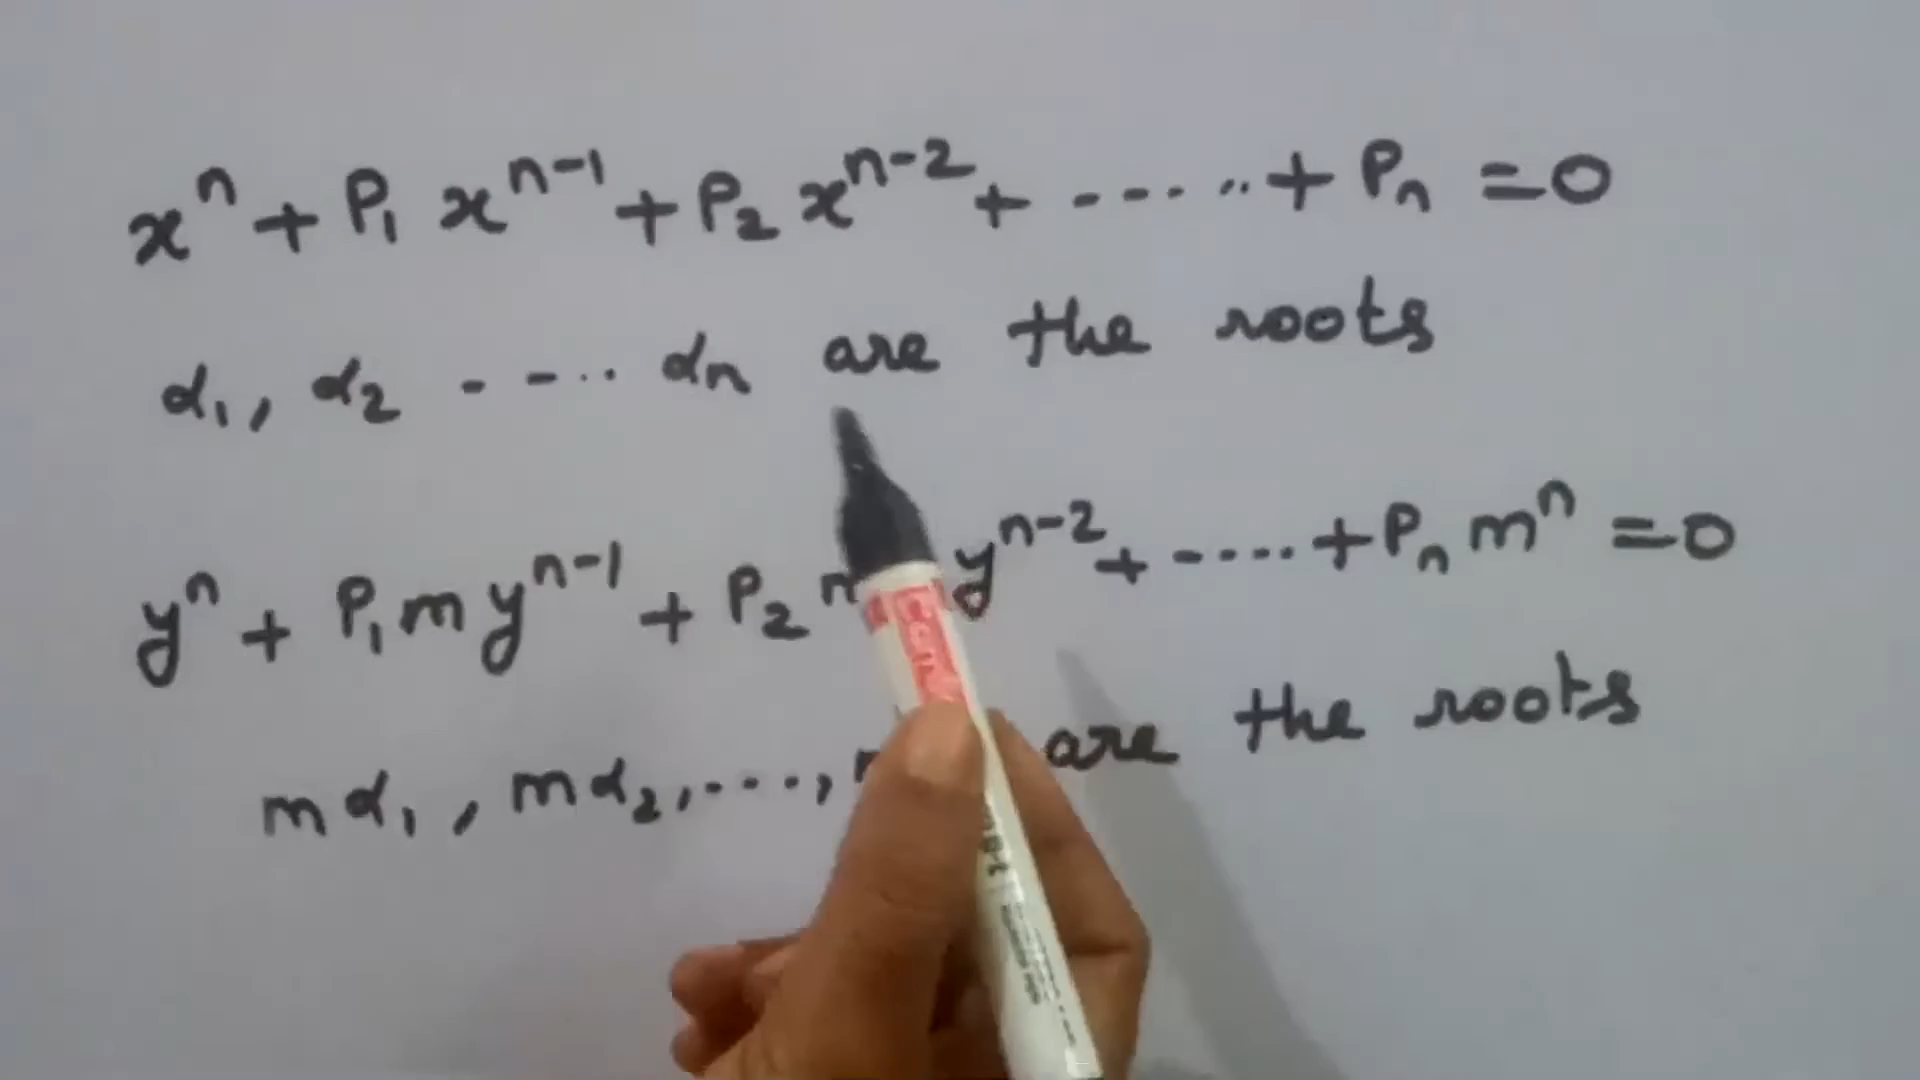 xⁿ + P₁ xⁿ⁻¹ + P₂ xⁿ⁻² + ------ + Pₙ = 0
α₁, α₂ ----- αₙ are the roots
yⁿ + P₁ m yⁿ⁻¹ + P₂ yⁿ⁻² + ----- + Pₙ mⁿ = 0
mα₁, mα₂, ...., are the roots